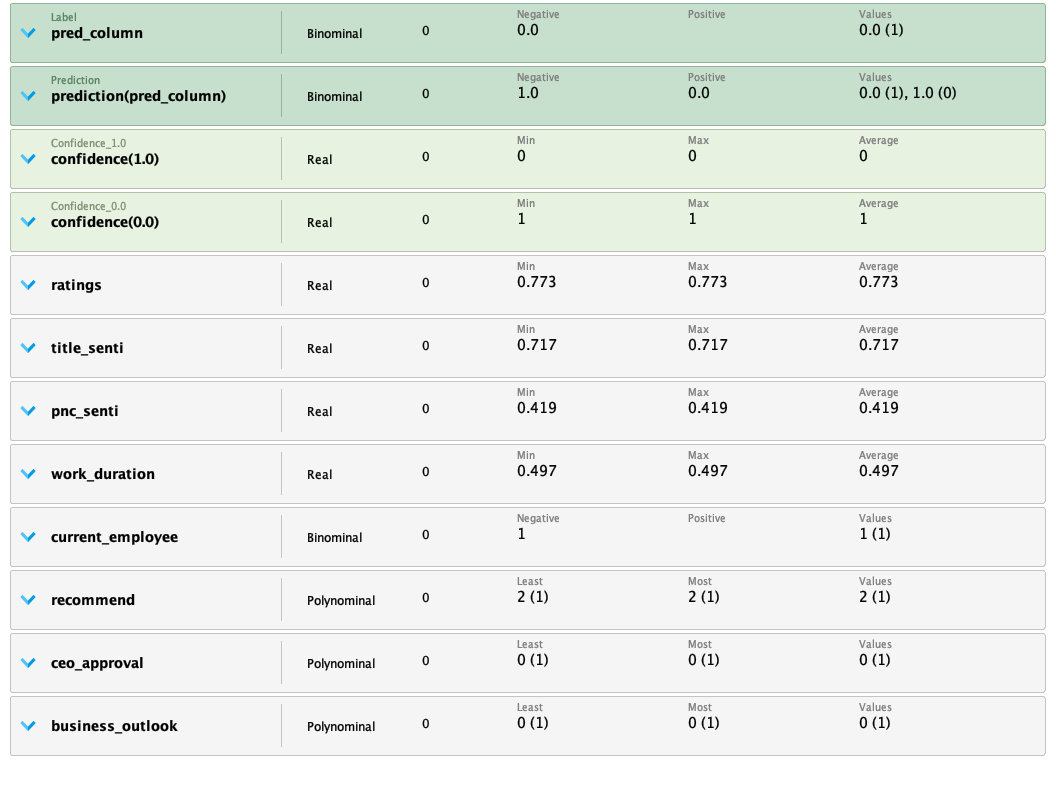 Label Negative Positive Values
pred_column Binominal 0 0.0 0.0 (1)
Prediction Negative Positive Values
prediction(pred_column) Binominal 0 1.0 0.0 0.0 (1), 1.0 (0)
Confidence_1.0 Min Max Average
confidence(1.0) Real 0 0 0 0
Confidence_0.0 Min Max Average
confidence(0.0) Real 0 1 1 1
Min Max Average
ratings Real 0 0.773 0.773 0.773
Min Max Average
title_senti Real 0 0.717 0.717 0.717
Min Max Average
pnc_senti Real 0 0.419 0.419 0.419
Min Max Average
work_duration Real 0 0.497 0.497 0.497
Negative Positive Values
current_employee Binominal 0 1 1 (1)
Least Most Values
recommend Polynominal 0 2 (1) 2 (1) 2 (1)
Least Most Values
ceo_approval Polynominal 0 0 (1) 0 (1) 0 (1)
Least Most Values
business_outlook Polynominal 0 0 (1) 0 (1) 0 (1)